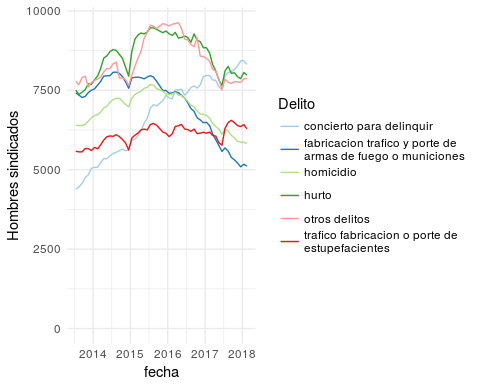 10000
7500
5000
2500
0
Hombres sindicados
2014 2015 2016 2017 2018
fecha
Delito
concierto para delinquir
fabricacion trafico y porte de
armas de fuego o municiones
homicidio
hurto
otros delitos
trafico fabricacion o porte de
estupefacientes